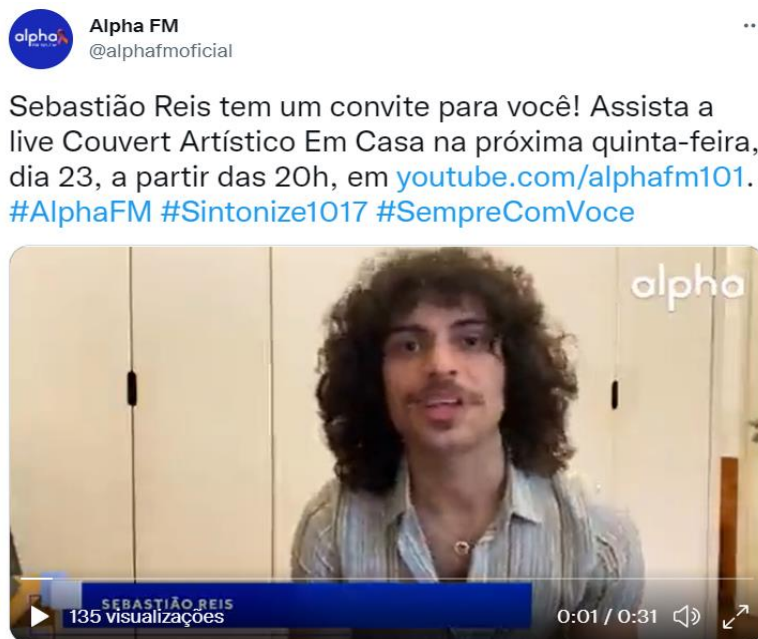 alpha
Alpha FM
@alphafmoficial
Sebastião Reis tem um convite para você! Assista a
live Couvert Artístico Em Casa na próxima quinta-feira,
dia 23, a partir das 20h, em youtube.com/alphafm101.
#AlphaFM #Sintonize1017 #SempreComVoce
alpha
SEBASTIÃO REIS
135 visualizações
0:01 / 0:31